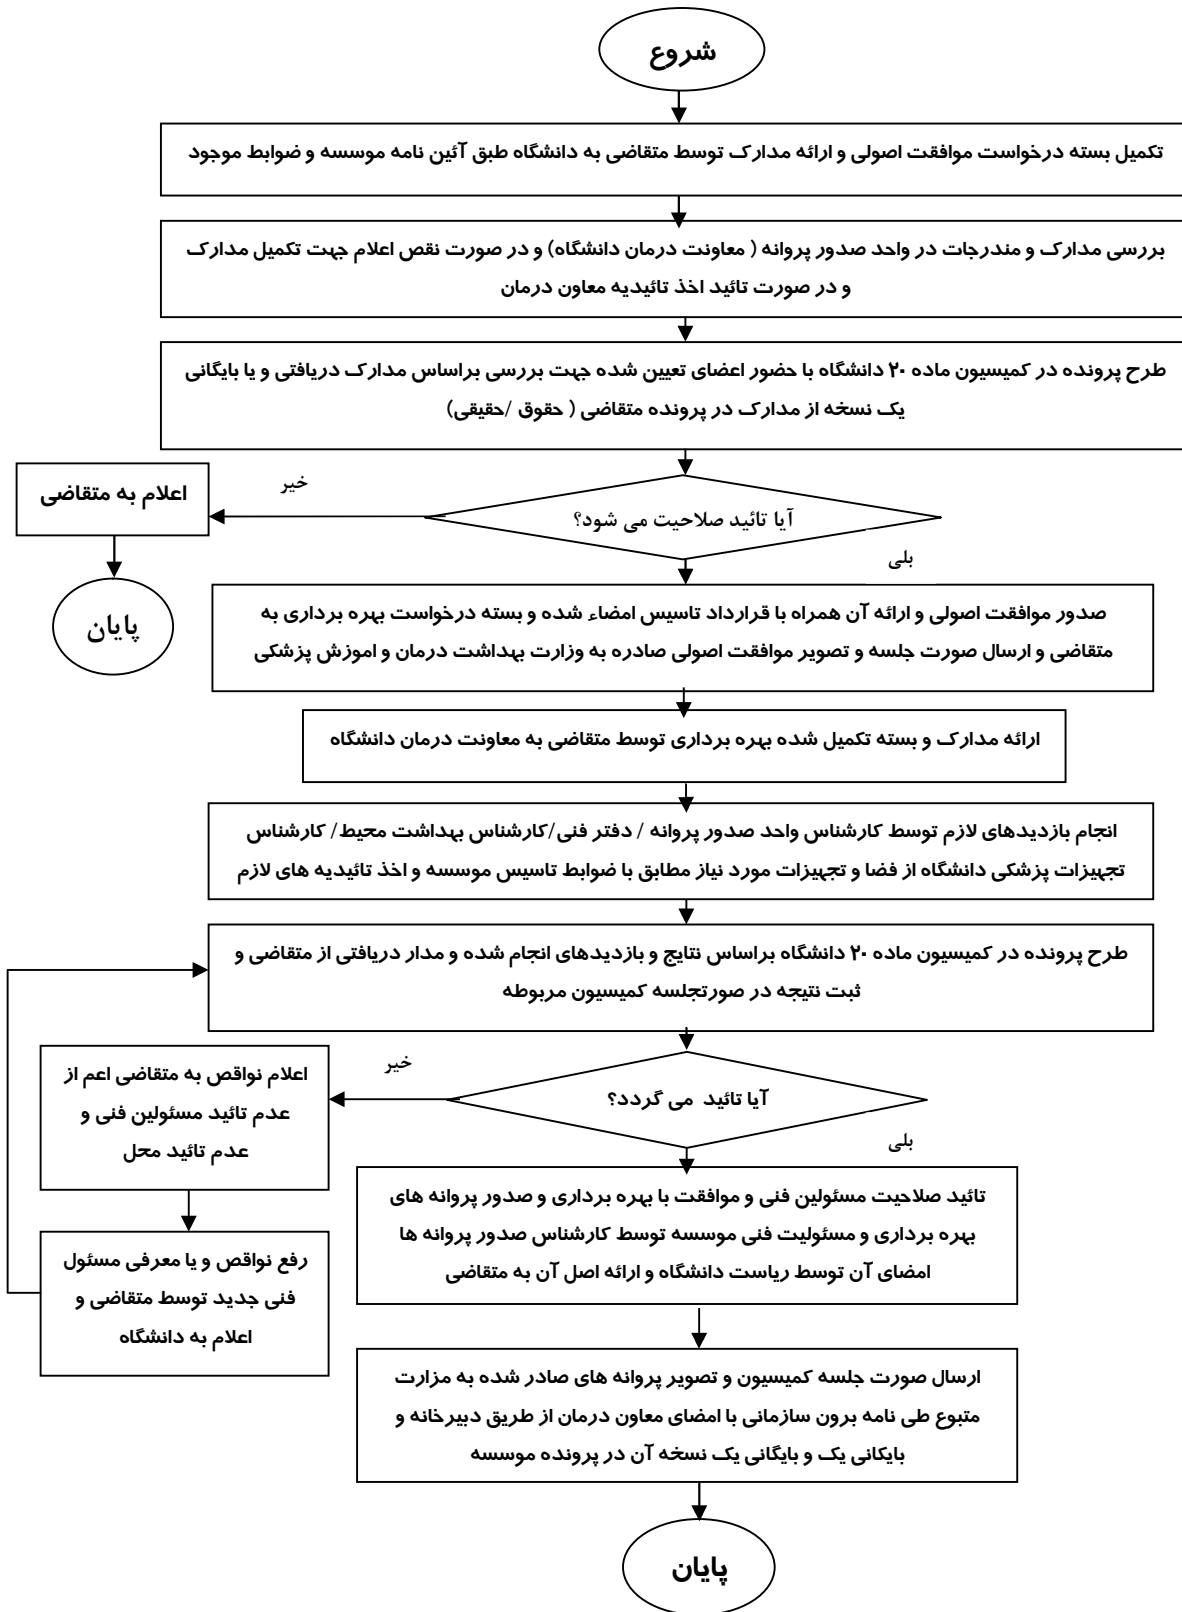 شروع
تکمیل بسته درخواست موافقت اصولی و ارائه مدارک توسط متقاضی به دانشگاه طبق آئین نامه موسسه و ضوابط موجود
بررسی مدارک و مندرجات در واحد صدور پروانه ( معاونت درمان دانشگاه) و در صورت نقص اعلام جهت تکمیل مدارک
و در صورت تائید اخذ تائیدیه معاون درمان
طرح پرونده در کمیسیون ماده ۲۰ دانشگاه با حضور اعضای تعیین شده جهت بررسی براساس مدارک دریافتی و یا بایگانی
یک نسخه از مدارک در پرونده متقاضی ( حقوق /حقیقی)
آیا تائید صلاحیت می شود؟
خیر
اعلام به متقاضی
پایان
بلی
صدور موافقت اصولی و ارائه آن همراه با قرارداد تاسیس امضاء شده و بسته درخواست بهره برداری به
متقاضی و ارسال صورت جلسه و تصویر موافقت اصولی صادره به وزارت بهداشت درمان و اموزش پزشکی
ارائه مدارک و بسته تکمیل شده بهره برداری توسط متقاضی به معاونت درمان دانشگاه
انجام بازدیدهای لازم توسط کارشناس واحد صدور پروانه / دفتر فنی/کارشناس بهداشت محیط/ کارشناس
تجهیزات پزشکی دانشگاه از فضا و تجهیزات مورد نیاز مطابق با ضوابط تاسیس موسسه و اخذ تائیدیه های لازم
طرح پرونده در کمیسیون ماده ۲۰ دانشگاه براساس نتایج و بازدیدهای انجام شده و مدار دریافتی از متقاضی و
ثبت نتیجه در صورتجلسه کمیسیون مربوطه
آیا تائید می گردد؟
خیر
اعلام نواقص به متقاضی اعم از
عدم تائید مسئولین فنی و
عدم تائید محل
رفع نواقص و یا معرفی مسئول
فنی جدید توسط متقاضی و
اعلام به دانشگاه
بلی
تائید صلاحیت مسئولین فنی و موافقت با بهره برداری و صدور پروانه های
بهره برداری و مسئولیت فنی موسسه توسط کارشناس صدور پروانه ها
امضای آن توسط ریاست دانشگاه و ارائه اصل آن به متقاضی
ارسال صورت جلسه کمیسیون و تصویر پروانه های صادر شده به مزارت
متبوع طی نامه برون سازمانی با امضای معاون درمان از طریق دبیرخانه و
بایکانی یک و بایگانی یک نسخه آن در پرونده موسسه
پایان